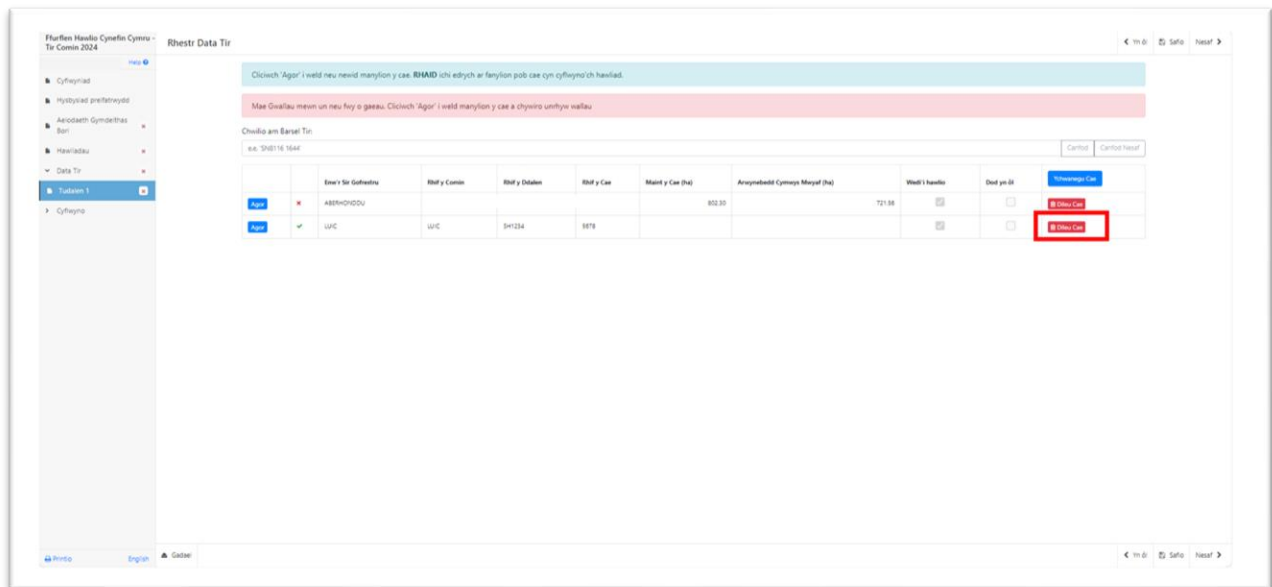 Ffurflen Hawlio Cynefin Cymru -
Tir Comin 2024
Rhestr Data Tir
Yn ôl Safio Nesaf
Help
Cyflwyniad
Hysbysiad preifatrwydd
Aelodaeth Gymdeithas
Bori
Hawliadau
Data Tir
Tudalen 1
Cyflwyno
Cliciwch 'Agor' i weld neu newid manylion y cae. RHAID ichi edrych ar fanylion pob cae cyn cyflwyno'ch hawliad.
Mae Gwallau mewn un neu fwy o gaeau. Cliciwch 'Agor' i weld manylion y cae a chywiro unrhyw wallau
Chwilio am Barsel Tir:
e.e. 'SN6116 1644'
Canfod Canfod Nesaf
Enw'r Sir Gofrestru Rhif y Comin Rhif y Ddalen Rhif y Cae Maint y Cae (ha) Arwynebedd Cymwys Mwyaf (ha) Wedi'i hawlio Dod yn ôl Ychwanegu Cae
Agor ABERHONDDU 802.30 721.58 Dileu Cae
Agor LUIC LUIC SH1234 5678 Dileu Cae
Printio English Gadael
Yn ôl Safio Nesaf